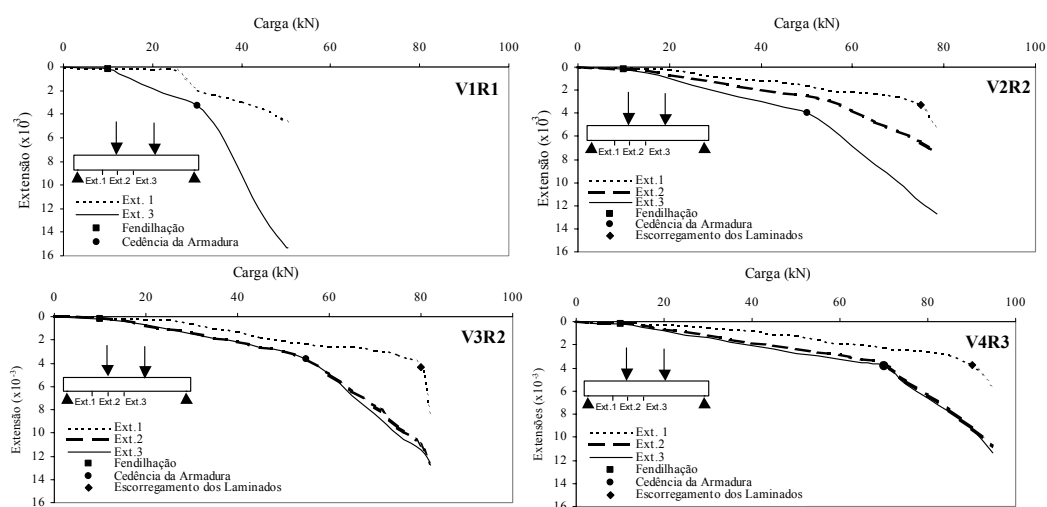 Carga (kN)
0 20 40 60 80 100
0
2
4
6
8
10
12
14
16
Extensão (x10⁻³)
V1R1
Ext.1 Ext.2 Ext.3
Ext. 1
Ext. 3
Fendilhação
Cedência da Armadura
Carga (kN)
0 20 40 60 80 100
0
2
4
6
8
10
12
14
16
Extensão (x10⁻³)
V2R2
Ext.1 Ext.2 Ext.3
Ext.1
Ext.2
Ext.3
Fendilhação
Cedência da Armadura
Escorregamento dos Laminados
Carga (kN)
0 20 40 60 80 100
0
2
4
6
8
10
12
14
16
Extensão (x10⁻³)
V3R2
Ext.1 Ext.2 Ext.3
Ext.1
Ext.2
Ext.3
Fendilhação
Cedência da Armadura
Escorregamento dos Laminados
Carga (kN)
0 20 40 60 80 100
0
2
4
6
8
10
12
14
16
Extensões (x10⁻³)
V4R3
Ext.1 Ext.2 Ext.3
Ext. 1
Ext.2
Ext.3
Fendilhação
Cedência da Armadura
Escorregamento dos Laminados